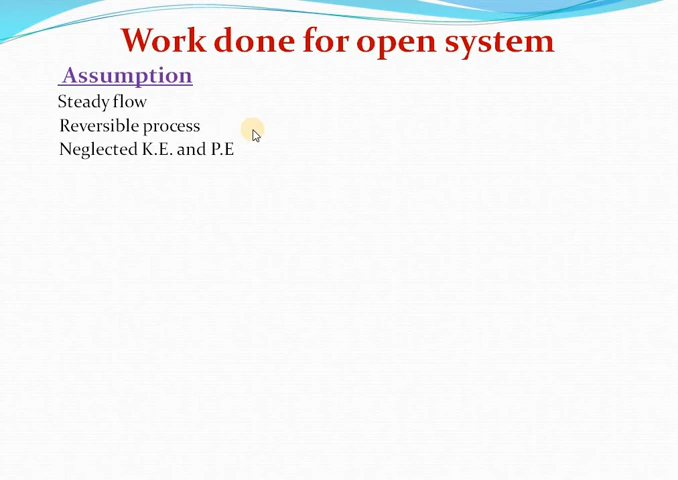 Work done for open system
Assumption
Steady flow
Reversible process
Neglected K.E. and P.E